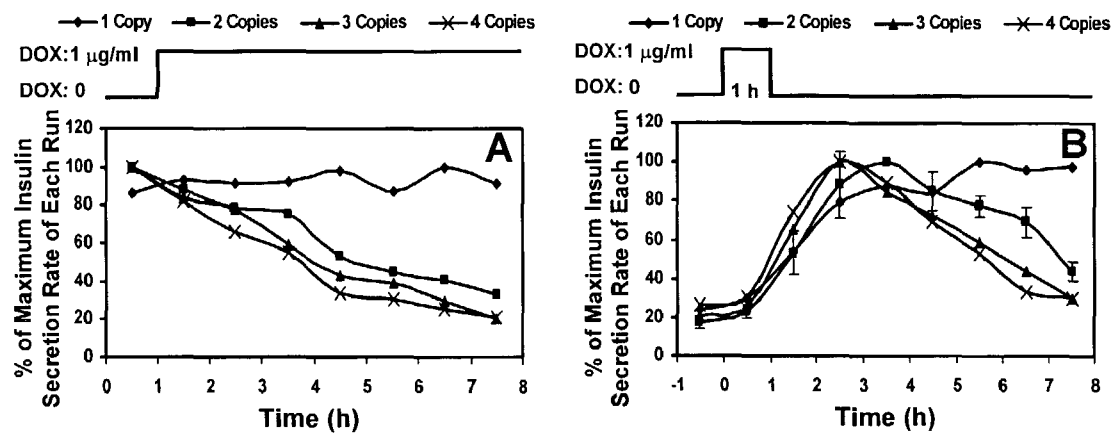 1 Copy 2 Copies 3 Copies 4 Copies
DOX:1 μg/ml
DOX: 0
% of Maximum Insulin
Secretion Rate of Each Run
120
100
80
60
40
20
0
A
0 1 2 3 4 5 6 7 8
Time (h)
1 Copy 2 Copies 3 Copies 4 Copies
DOX:1 μg/ml
DOX: 0
1 h
% of Maximum Insulin
Secretion Rate of Each Run
120
100
80
60
40
20
0
B
-1 0 1 2 3 4 5 6 7 8
Time (h)